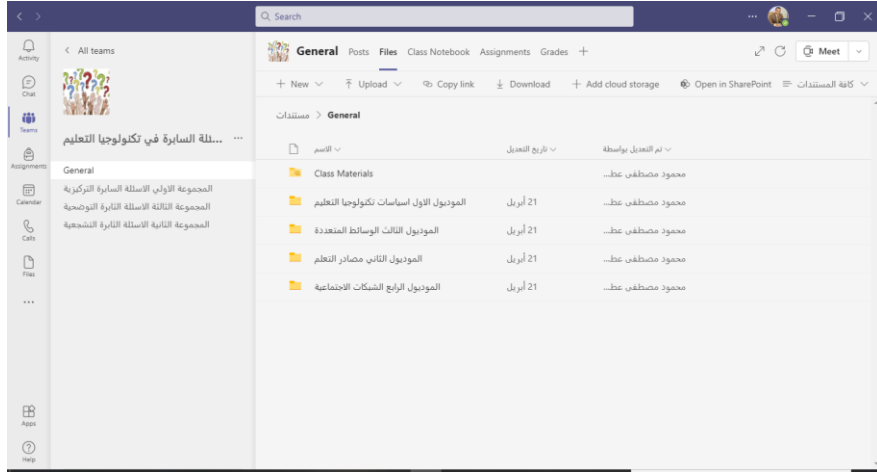 Search
Activity
Chat
Teams
Assignments
Calendar
Calls
Files
Apps
Help
All teams
...ئلة السابرة في تكنولوجيا التعليم
General
المجموعة الاولي الاسئلة السابرة التركيزية
المجموعة الثالثة الاسئلة الثابرة التوضحية
المجموعة الثانية الاسئلة الثابرة التشجعية
General Posts Files Class Notebook Assignments Grades Meet
New Upload Copy link Download Add cloud storage Open in SharePoint كافة المستندات
مستندات > General
الاسم تاريخ التعديل تم التعديل بواسطة
Class Materials محمود مصطفى عط...
الموديول الاول اسياسات تكنولوجيا التعليم 21 أبريل محمود مصطفى عط...
الموديول الثالث الوسائط المتعددة 21 أبريل محمود مصطفى عط...
الموديول الثاني مصادر التعلم 21 أبريل محمود مصطفى عط...
الموديول الرابع الشبكات الاجتماعية 21 أبريل محمود مصطفى عط...